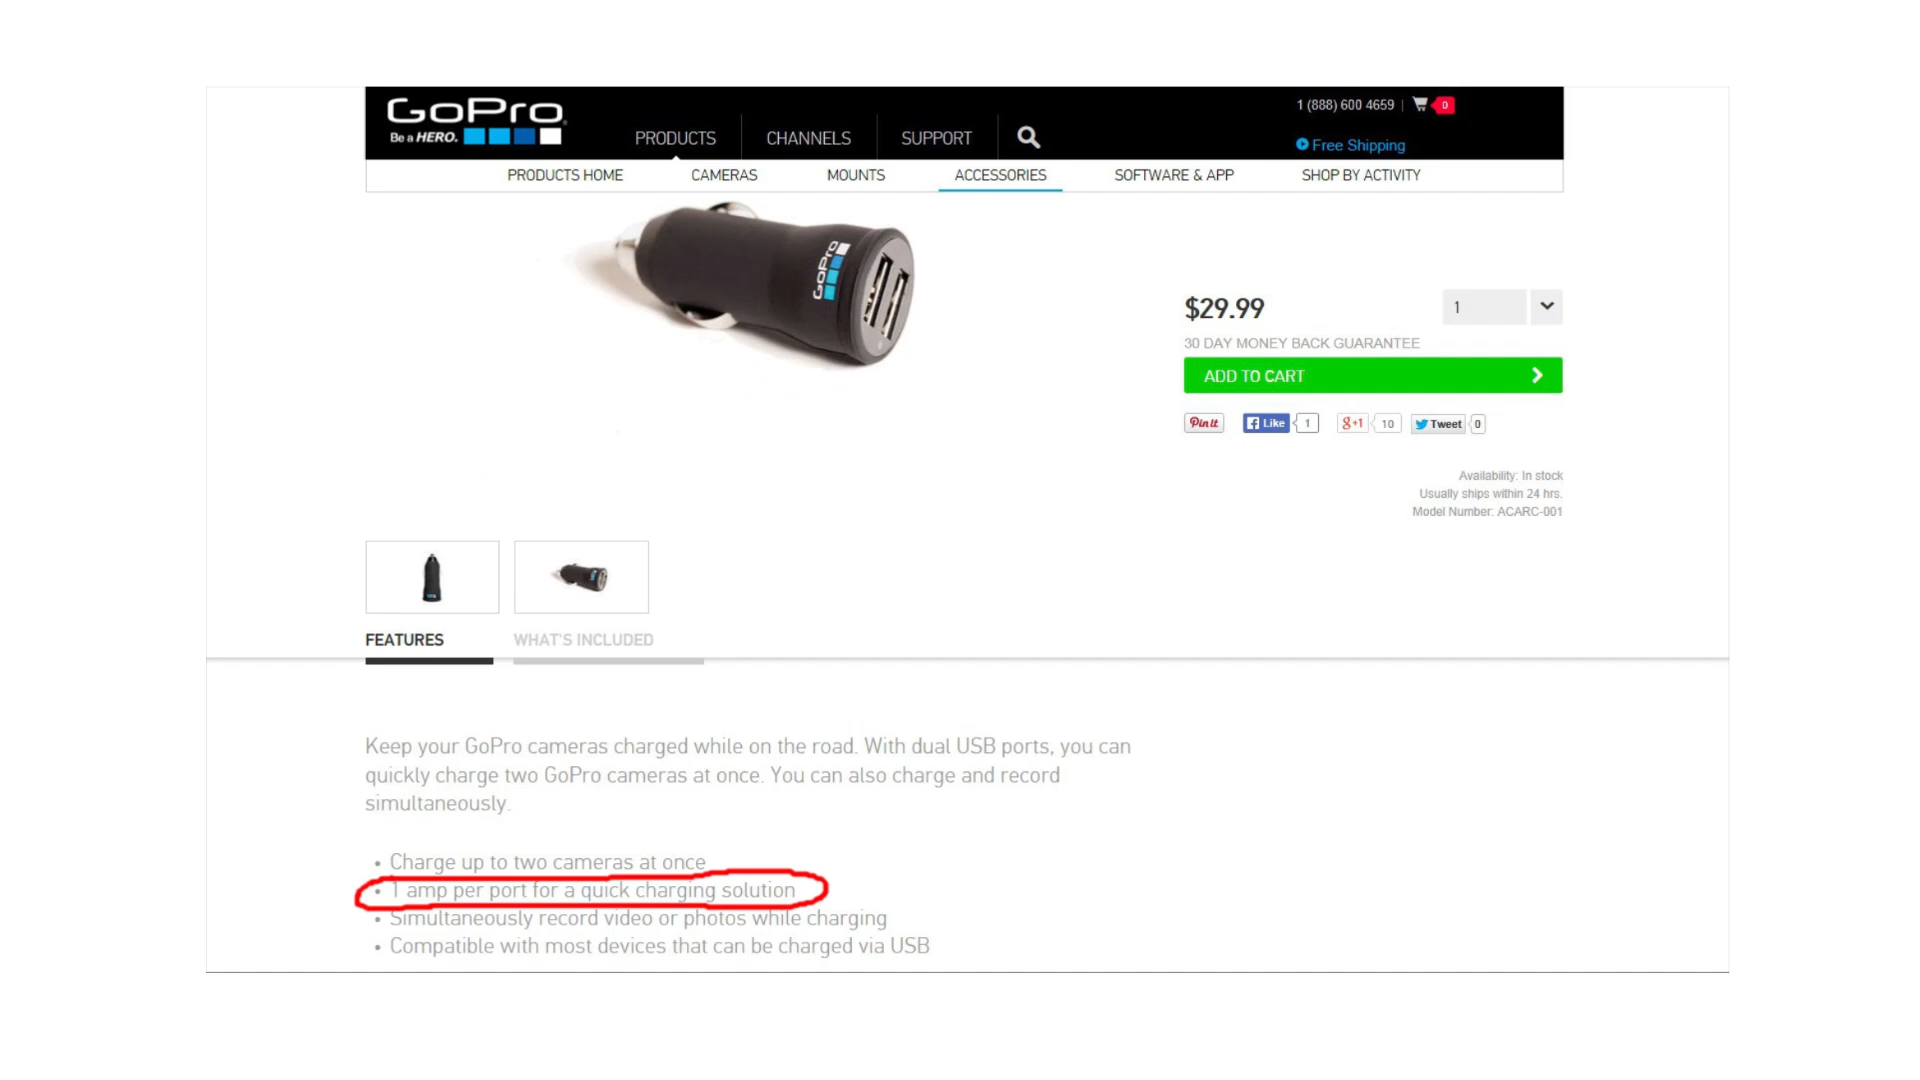 GoPro
Be a HERO.
PRODUCTS CHANNELS SUPPORT
1 (888) 600 4659 | 0
Free Shipping
PRODUCTS HOME CAMERAS MOUNTS ACCESSORIES SOFTWARE & APP SHOP BY ACTIVITY
GoPro
$29.99 1
30 DAY MONEY BACK GUARANTEE
ADD TO CART
Pin it Like 1 g+1 10 Tweet 0
Availability: In stock
Usually ships within 24 hrs.
Model Number: ACARC-001
FEATURES WHAT'S INCLUDED
Keep your GoPro cameras charged while on the road. With dual USB ports, you can
quickly charge two GoPro cameras at once. You can also charge and record
simultaneously.
• Charge up to two cameras at once
• 1 amp per port for a quick charging solution
• Simultaneously record video or photos while charging
• Compatible with most devices that can be charged via USB